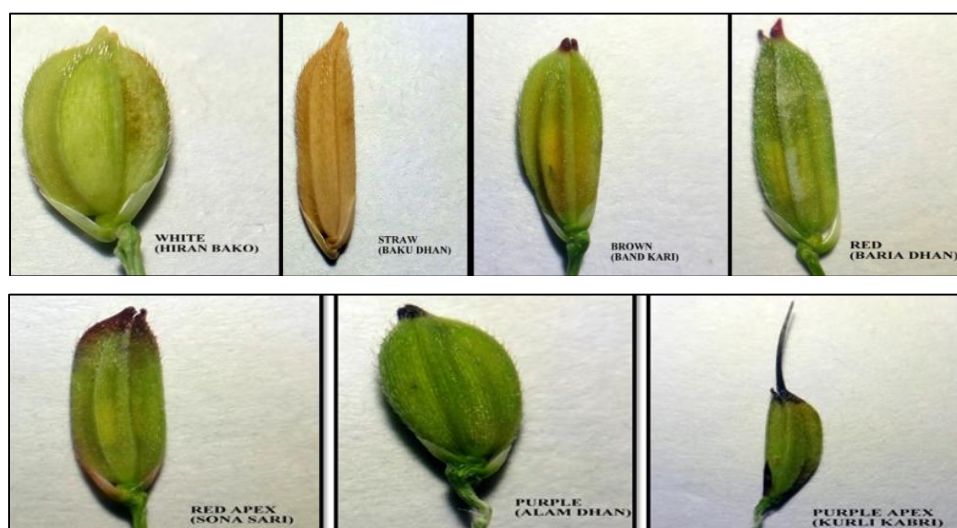 WHITE
(HIRAN BAKO)
STRAW
(BAKU DHAN)
BROWN
(BAND KARI)
RED
(BARIA DHAN)
RED APEX
(SONA SARI)
PURPLE
(ALAM DHAN)
PURPLE APEX
(KURLI KABRI)